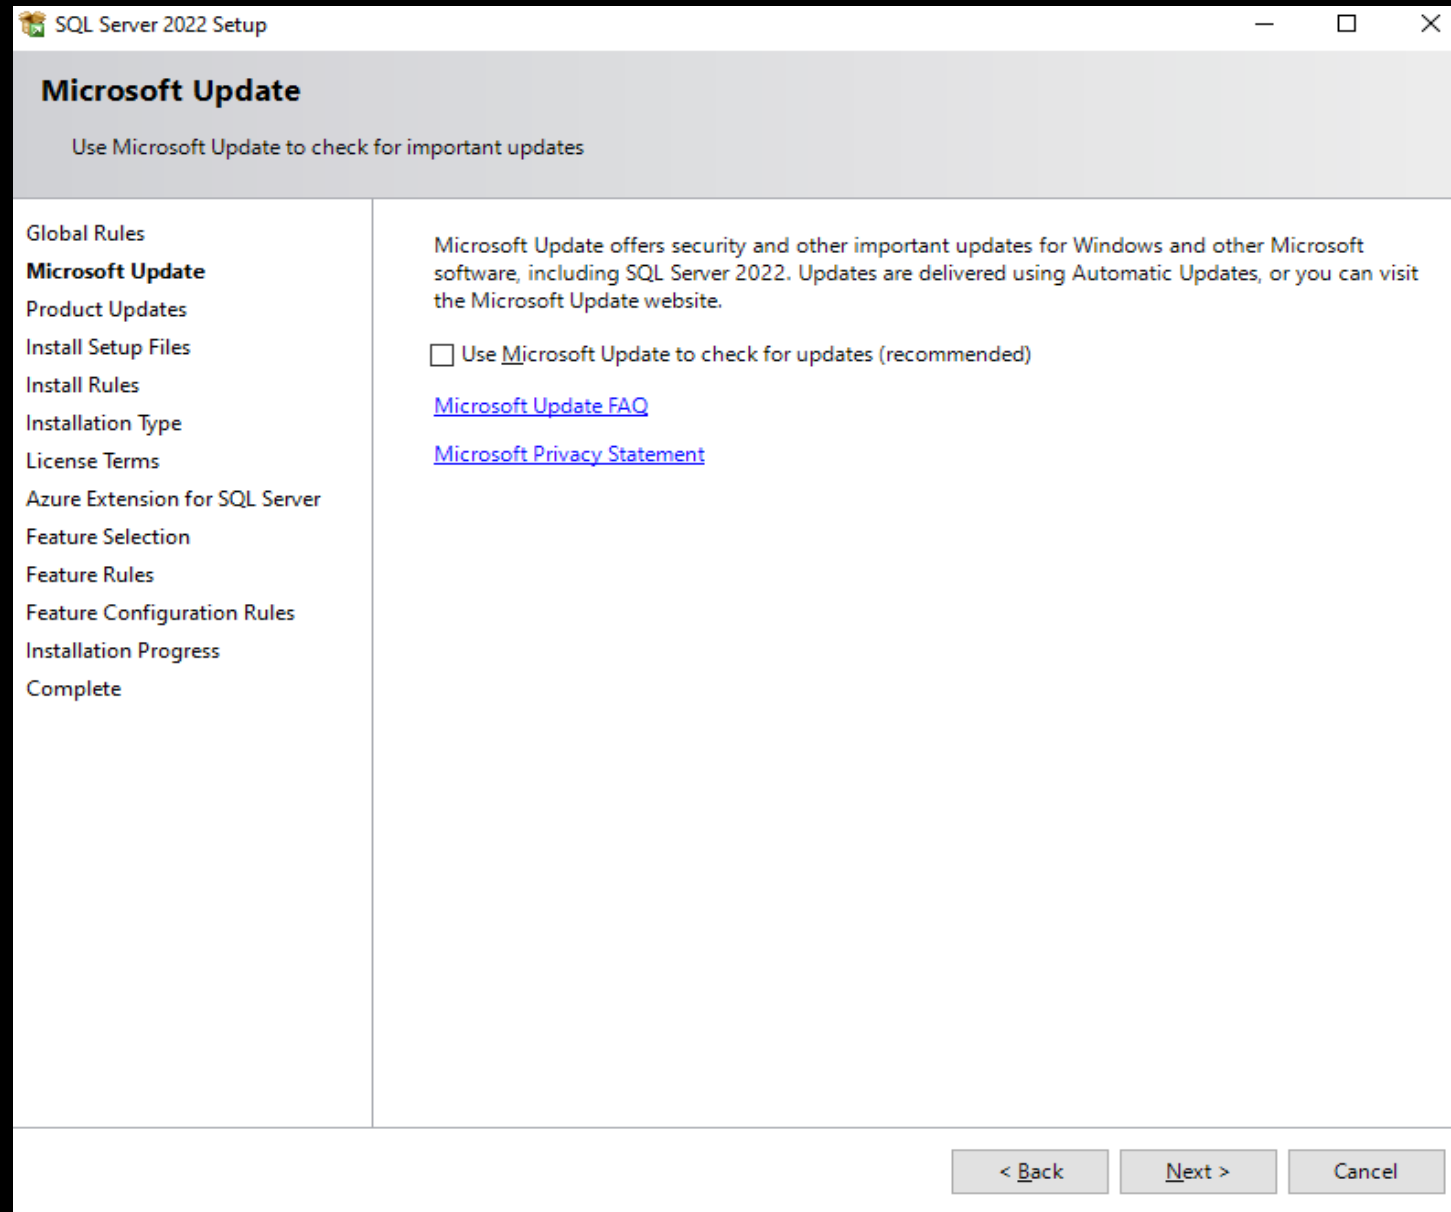 SQL Server 2022 Setup
Microsoft Update
Use Microsoft Update to check for important updates
Global Rules
Microsoft Update
Product Updates
Install Setup Files
Install Rules
Installation Type
License Terms
Azure Extension for SQL Server
Feature Selection
Feature Rules
Feature Configuration Rules
Installation Progress
Complete
Microsoft Update offers security and other important updates for Windows and other Microsoft
software, including SQL Server 2022. Updates are delivered using Automatic Updates, or you can visit
the Microsoft Update website.
Use Microsoft Update to check for updates (recommended)
Microsoft Update FAQ
Microsoft Privacy Statement
< Back
Next >
Cancel